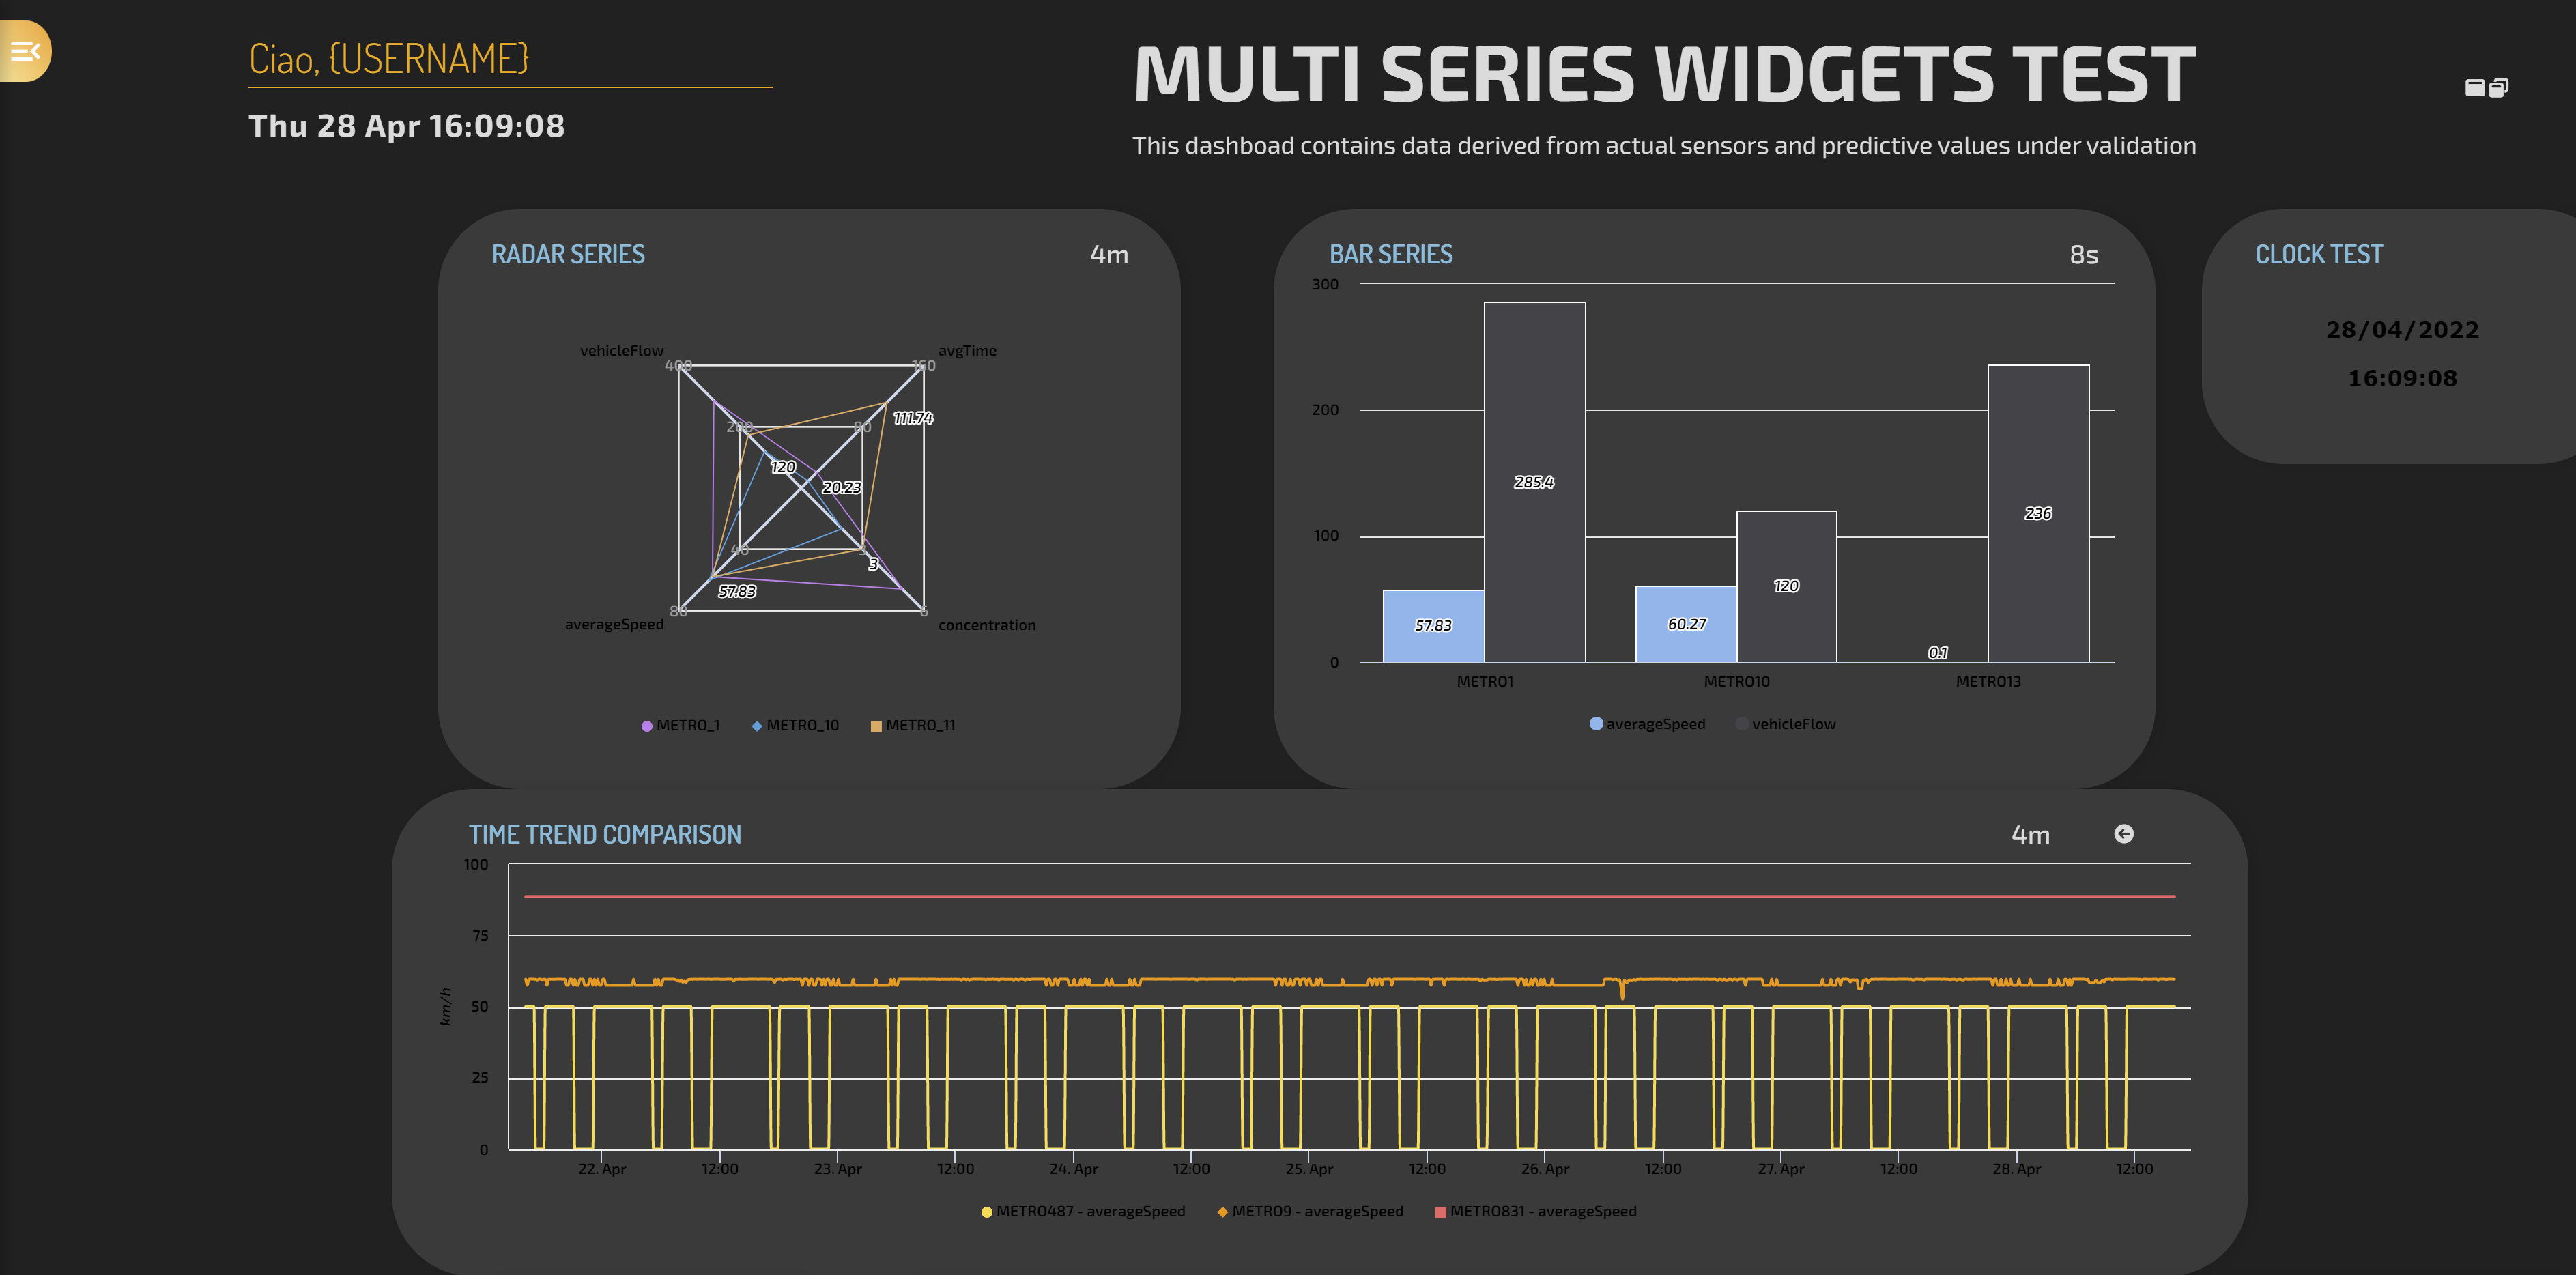 Ciao, {USERNAME}
Thu 28 Apr 16:09:08
MULTI SERIES WIDGETS TEST
This dashboad contains data derived from actual sensors and predictive values under validation
RADAR SERIES
4m
vehicleFlow
avgTime
400
160
111.74
200
80
120
20.23
40
3
3
57.83
80
6
averageSpeed
concentration
METRO_1
METRO_10
METRO_11
BAR SERIES
8s
300
200
100
0
285.4
236
120
57.83
60.27
0.1
METRO1
METRO10
METRO13
averageSpeed
vehicleFlow
CLOCK TEST
28/04/2022
16:09:08
TIME TREND COMPARISON
4m
100
75
50
25
0
km/h
22. Apr
12:00
23. Apr
12:00
24. Apr
12:00
25. Apr
12:00
26. Apr
12:00
27. Apr
12:00
28. Apr
12:00
METRO487 - averageSpeed
METRO9 - averageSpeed
METRO831 - averageSpeed